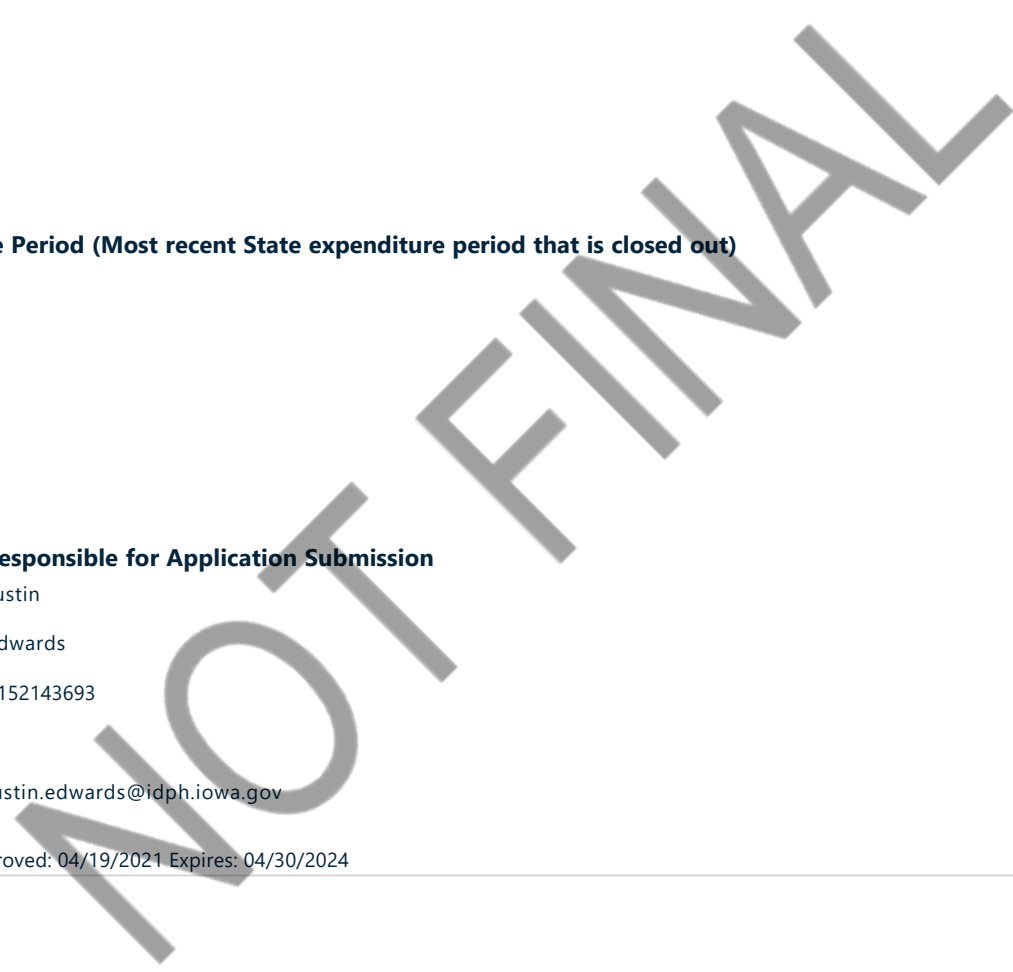 e Period (Most recent State expenditure period that is closed out)
esponsible for Application Submission
ustin
dwards
152143693
ustin.edwards@idph.iowa.gov
roved: 04/19/2021 Expires: 04/30/2024
NOT FINAL